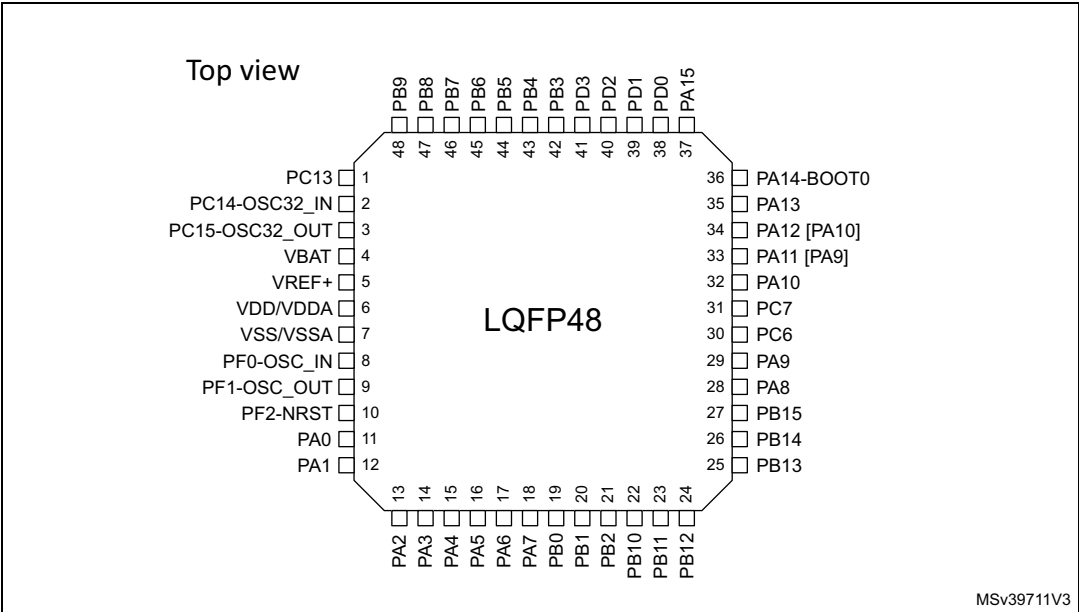 Top view
PB9
PB8
PB7
PB6
PB5
PB4
PB3
PD3
PD2
PD1
PD0
PA15
48
47
46
45
44
43
42
41
40
39
38
37
PC13 1
PC14-OSC32_IN 2
PC15-OSC32_OUT 3
VBAT 4
VREF+ 5
VDD/VDDA 6
VSS/VSSA 7
PF0-OSC_IN 8
PF1-OSC_OUT 9
PF2-NRST 10
PA0 11
PA1 12
LQFP48
36 PA14-BOOT0
35 PA13
34 PA12 [PA10]
33 PA11 [PA9]
32 PA10
31 PC7
30 PC6
29 PA9
28 PA8
27 PB15
26 PB14
25 PB13
13
14
15
16
17
18
19
20
21
22
23
24
PA2
PA3
PA4
PA5
PA6
PA7
PB0
PB1
PB2
PB10
PB11
PB12
MSv39711V3